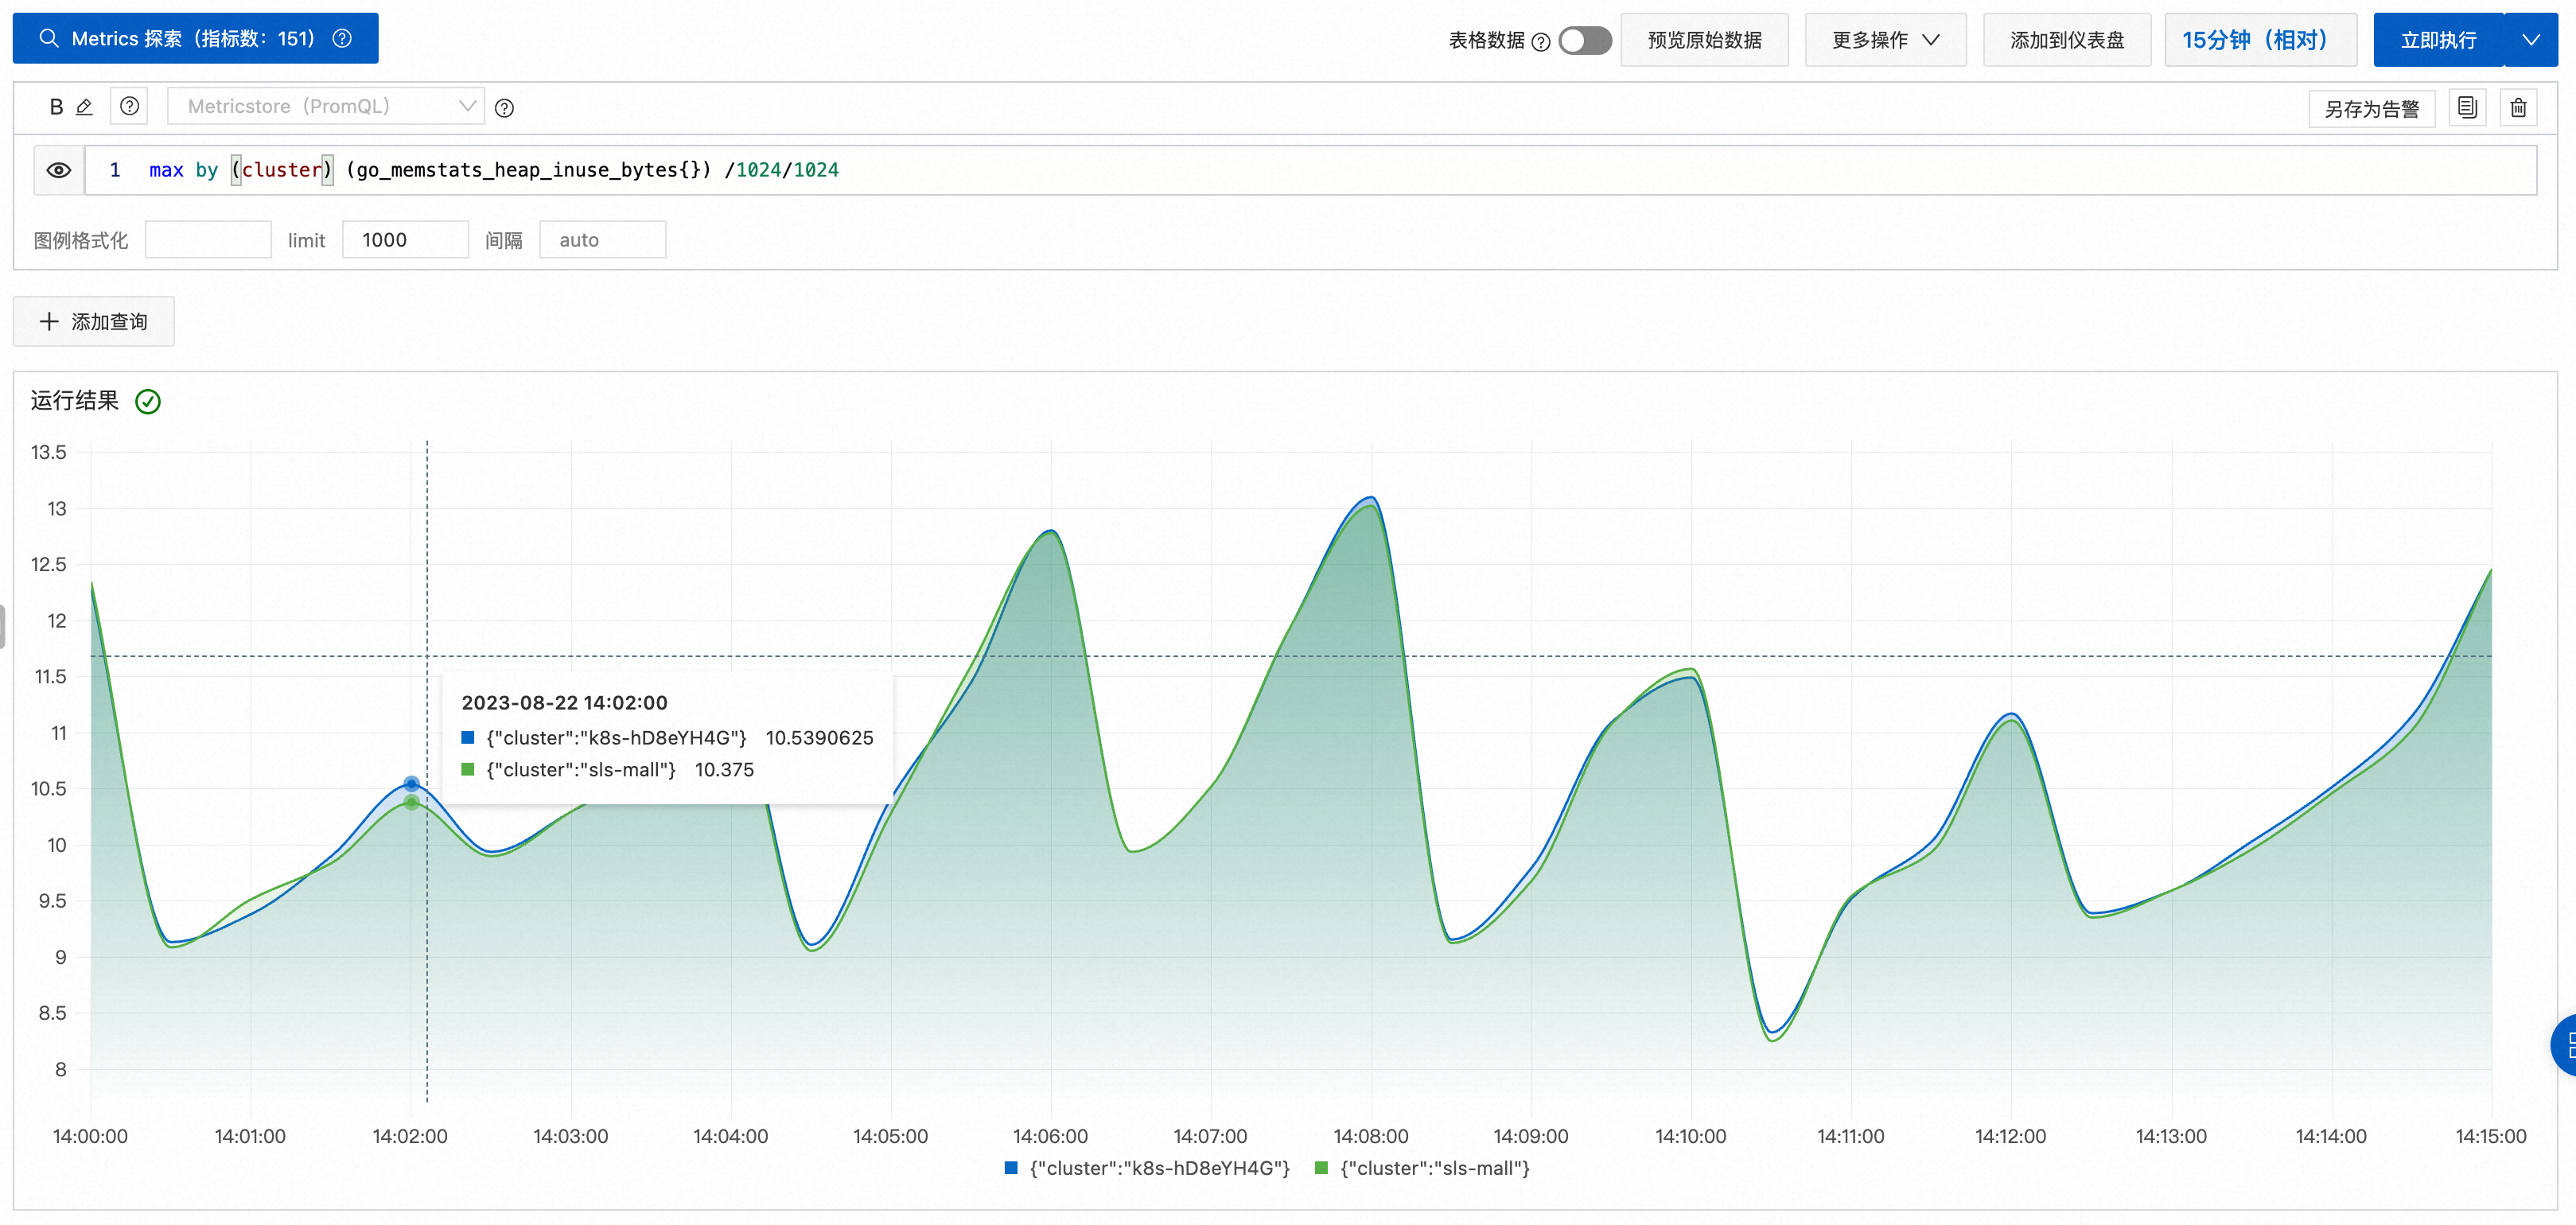 Metrics 探索（指标数：151）
表格数据 预览原始数据 更多操作 添加到仪表盘 15分钟（相对） 立即执行
B Metricstore（PromQL） 另存为告警
1 max by (cluster) (go_memstats_heap_inuse_bytes{}) /1024/1024
图例格式化 limit 1000 间隔 auto
添加查询
运行结果
13.5
13
12.5
12
11.5
11
10.5
10
9.5
9
8.5
8
2023-08-22 14:02:00
{"cluster":"k8s-hD8eYH4G"} 10.5390625
{"cluster":"sls-mall"} 10.375
14:00:00 14:01:00 14:02:00 14:03:00 14:04:00 14:05:00 14:06:00 14:07:00 14:08:00 14:09:00 14:10:00 14:11:00 14:12:00 14:13:00 14:14:00 14:15:00
{"cluster":"k8s-hD8eYH4G"} {"cluster":"sls-mall"}